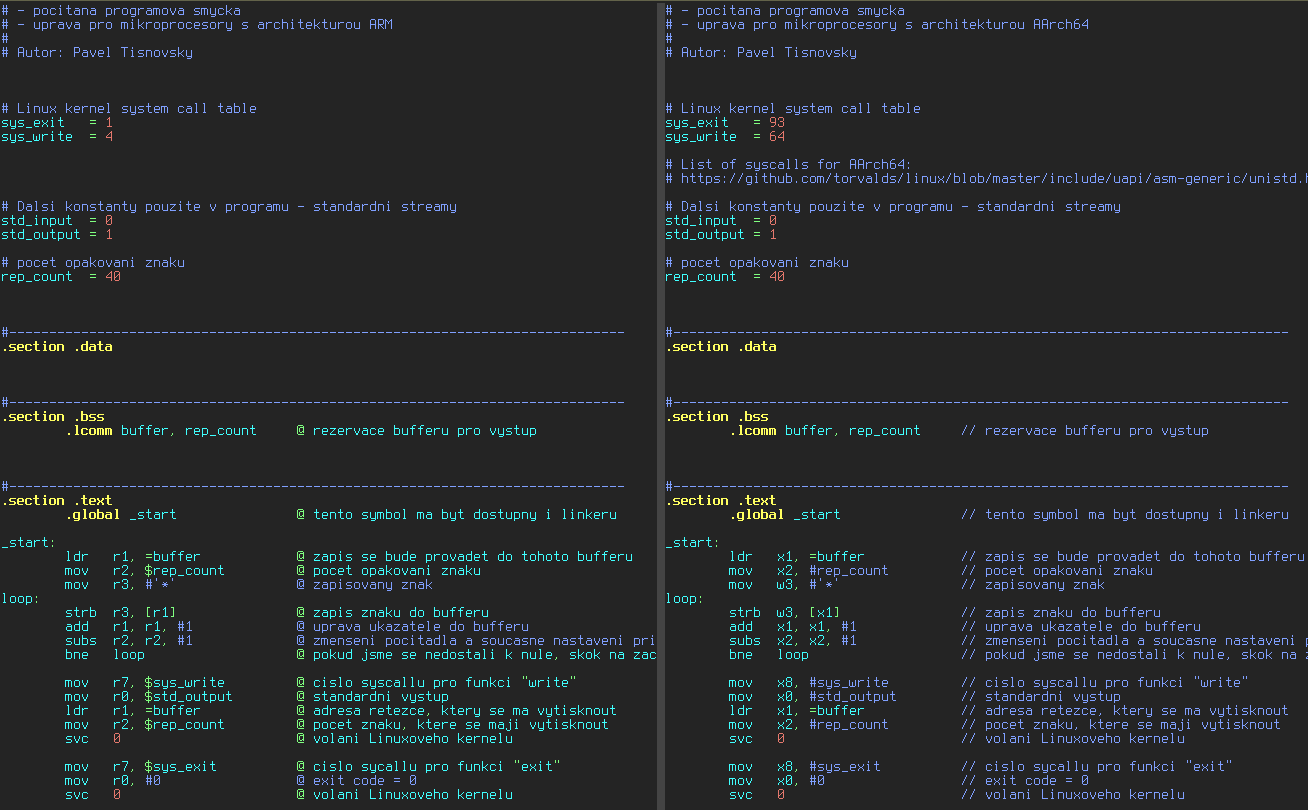 # - pocitana programova smycka
# - uprava pro mikroprocesory s architekturou ARM
#
# Autor: Pavel Tisnovsky
# Linux kernel system call table
sys_exit   = 1
sys_write  = 4
# Dalsi konstanty pouzite v programu - standardni streamy
std_input  = 0
std_output = 1
# pocet opakovani znaku
rep_count  = 40
#-----------------------------------------------------------------------------
.section .data
#-----------------------------------------------------------------------------
.section .bss
        .lcomm buffer, rep_count     @ rezervace bufferu pro vystup
#-----------------------------------------------------------------------------
.section .text
        .global _start               @ tento symbol ma byt dostupny i linkeru
_start:
        ldr   r1, =buffer            @ zapis se bude provadet do tohoto bufferu
        mov   r2, $rep_count         @ pocet opakovani znaku
        mov   r3, #'*'               @ zapisovany znak
loop:
        strb  r3, [r1]               @ zapis znaku do bufferu
        add   r1, r1, #1             @ uprava ukazatele do bufferu
        subs  r2, r2, #1             @ zmenseni pocitadla a soucasne nastaveni pri
        bne   loop                   @ pokud jsme se nedostali k nule, skok na zac
        mov   r7, $sys_write         @ cislo syscallu pro funkci "write"
        mov   r0, $std_output        @ standardni vystup
        ldr   r1, =buffer            @ adresa retezce, ktery se ma vytisknout
        mov   r2, $rep_count         @ pocet znaku, ktere se maji vytisknout
        svc   0                      @ volani Linuxoveho kernelu
        mov   r7, $sys_exit          @ cislo sycallu pro funkci "exit"
        mov   r0, #0                 @ exit code = 0
        svc   0                      @ volani Linuxoveho kernelu
# - pocitana programova smycka
# - uprava pro mikroprocesory s architekturou AArch64
#
# Autor: Pavel Tisnovsky
# Linux kernel system call table
sys_exit   = 93
sys_write  = 64
# List of syscalls for AArch64:
# https://github.com/torvalds/linux/blob/master/include/uapi/asm-generic/unistd.h
# Dalsi konstanty pouzite v programu - standardni streamy
std_input  = 0
std_output = 1
# pocet opakovani znaku
rep_count  = 40
#-----------------------------------------------------------------------------
.section .data
#-----------------------------------------------------------------------------
.section .bss
        .lcomm buffer, rep_count     // rezervace bufferu pro vystup
#-----------------------------------------------------------------------------
.section .text
        .global _start               // tento symbol ma byt dostupny i linkeru
_start:
        ldr   x1, =buffer            // zapis se bude provadet do tohoto bufferu
        mov   x2, #rep_count         // pocet opakovani znaku
        mov   w3, #'*'               // zapisovany znak
loop:
        strb  w3, [x1]               // zapis znaku do bufferu
        add   x1, x1, #1             // uprava ukazatele do bufferu
        subs  x2, x2, #1             // zmenseni pocitadla a soucasne nastaveni p
        bne   loop                   // pokud jsme se nedostali k nule, skok na z
        mov   x8, #sys_write         // cislo syscallu pro funkci "write"
        mov   x0, #std_output        // standardni vystup
        ldr   x1, =buffer            // adresa retezce, ktery se ma vytisknout
        mov   x2, #rep_count         // pocet znaku, ktere se maji vytisknout
        svc   0                      // volani Linuxoveho kernelu
        mov   x8, #sys_exit          // cislo sycallu pro funkci "exit"
        mov   x0, #0                 // exit code = 0
        svc   0                      // volani Linuxoveho kernelu